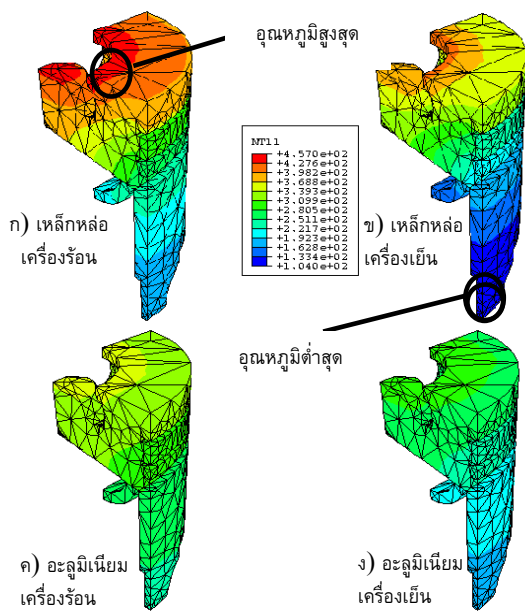 อุณหภูมิสูงสุด
NT11
+4.570e+02
+4.276e+02
+3.982e+02
+3.688e+02
+3.393e+02
+3.099e+02
+2.805e+02
+2.511e+02
+2.217e+02
+1.923e+02
+1.628e+02
+1.334e+02
+1.040e+02
ก) เหล็กหล่อ
เครื่องร้อน
ข) เหล็กหล่อ
เครื่องเย็น
อุณหภูมิต่ำสุด
ค) อะลูมิเนียม
เครื่องร้อน
ง) อะลูมิเนียม
เครื่องเย็น